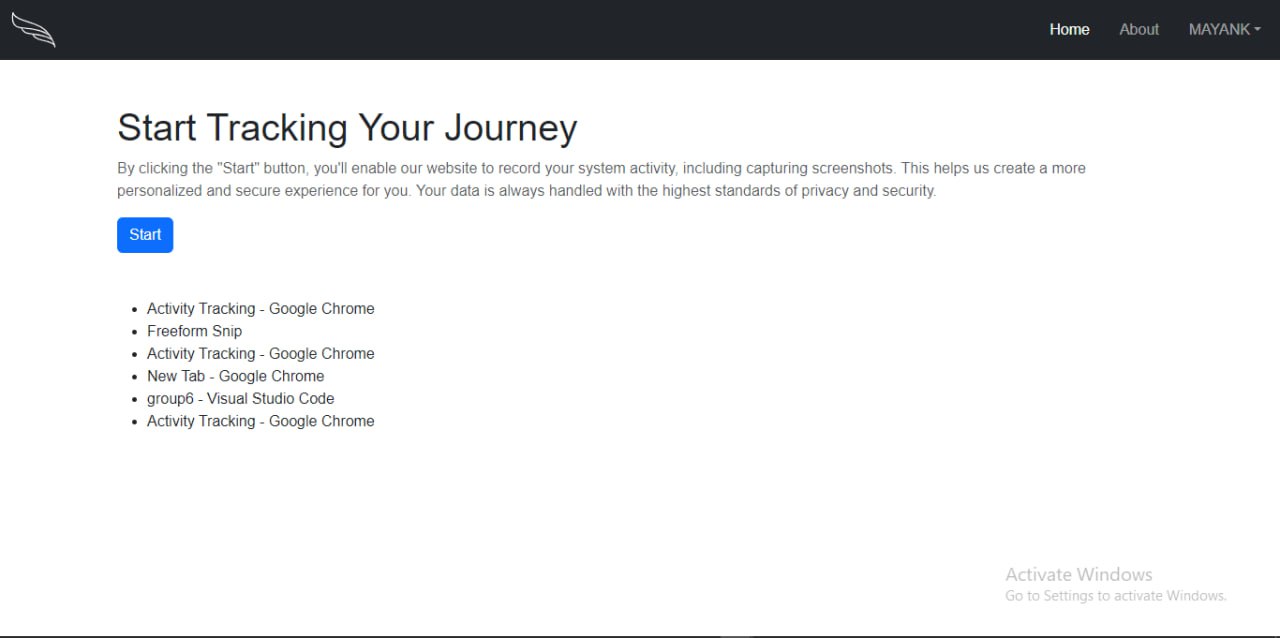 Home About MAYANK
Start Tracking Your Journey
By clicking the "Start" button, you'll enable our website to record your system activity, including capturing screenshots. This helps us create a more
personalized and secure experience for you. Your data is always handled with the highest standards of privacy and security.
Start
Activity Tracking - Google Chrome
Freeform Snip
Activity Tracking - Google Chrome
New Tab - Google Chrome
group6 - Visual Studio Code
Activity Tracking - Google Chrome
Activate Windows
Go to Settings to activate Windows.